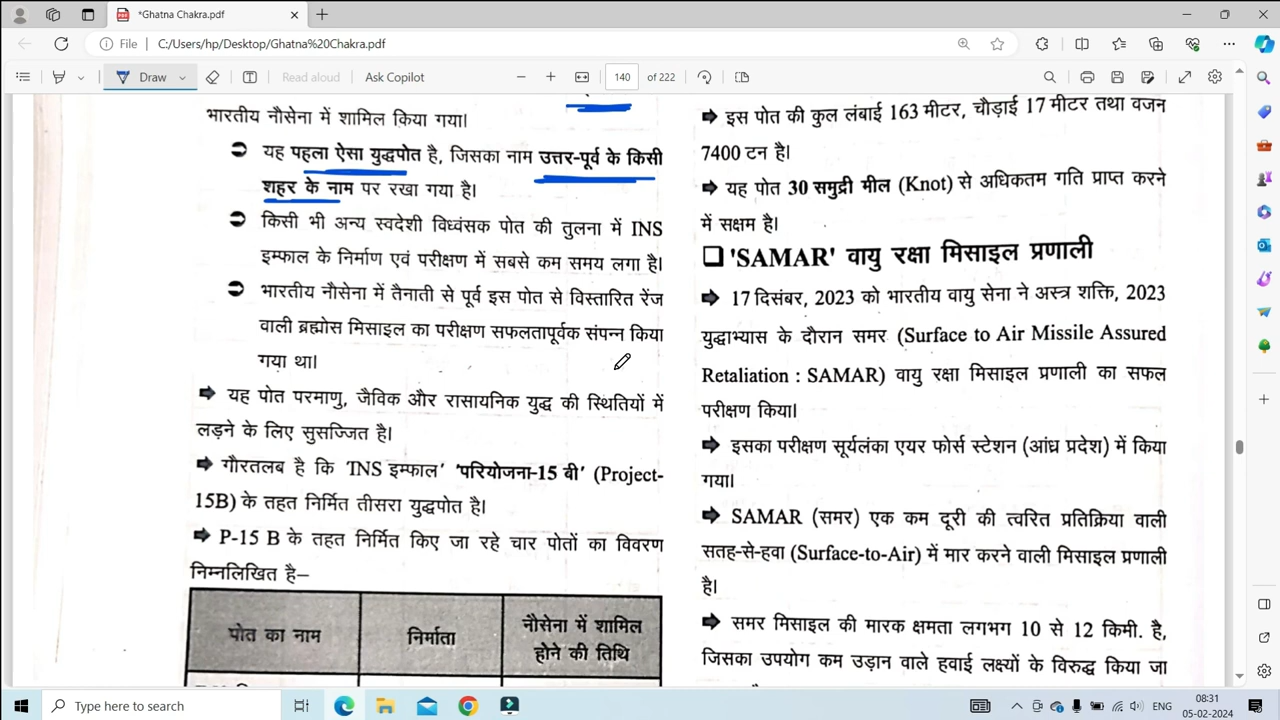 *Ghatna Chakra.pdf
File
C:/Users/hp/Desktop/Ghatna%20Chakra.pdf
Draw
Read aloud
Ask Copilot
140
of 222
भारतीय नौसेना में शामिल किया गया।
यह पहला ऐसा युद्धपोत है, जिसका नाम उत्तर-पूर्व के किसी
शहर के नाम पर रखा गया है।
किसी भी अन्य स्वदेशी विध्वंसक पोत की तुलना में INS
इम्फाल के निर्माण एवं परीक्षण में सबसे कम समय लगा है।
भारतीय नौसेना में तैनाती से पूर्व इस पोत से विस्तारित रेंज
वाली ब्रह्मोस मिसाइल का परीक्षण सफलतापूर्वक संपन्न किया
गया था।
यह पोत परमाणु, जैविक और रासायनिक युद्ध की स्थितियों में
लड़ने के लिए सुसज्जित है।
गौरतलब है कि 'INS इम्फाल' 'परियोजना-15 बी' (Project-
15B) के तहत निर्मित तीसरा युद्धपोत है।
P-15 B के तहत निर्मित किए जा रहे चार पोतों का विवरण
निम्नलिखित है–
पोत का नाम
निर्माता
नौसेना में शामिल
होने की तिथि
इस पोत की कुल लंबाई 163 मीटर, चौड़ाई 17 मीटर तथा वजन
7400 टन है।
यह पोत 30 समुद्री मील (Knot) से अधिकतम गति प्राप्त करने
में सक्षम है।
'SAMAR' वायु रक्षा मिसाइल प्रणाली
17 दिसंबर, 2023 को भारतीय वायु सेना ने अस्त्र शक्ति, 2023
युद्धाभ्यास के दौरान समर (Surface to Air Missile Assured
Retaliation : SAMAR) वायु रक्षा मिसाइल प्रणाली का सफल
परीक्षण किया।
इसका परीक्षण सूर्यलंका एयर फोर्स स्टेशन (आंध्र प्रदेश) में किया
गया।
SAMAR (समर) एक कम दूरी की त्वरित प्रतिक्रिया वाली
सतह-से-हवा (Surface-to-Air) में मार करने वाली मिसाइल प्रणाली
है।
समर मिसाइल की मारक क्षमता लगभग 10 से 12 किमी. है,
जिसका उपयोग कम उड़ान वाले हवाई लक्ष्यों के विरुद्ध किया जा
Type here to search
ENG
08:31
05-02-2024